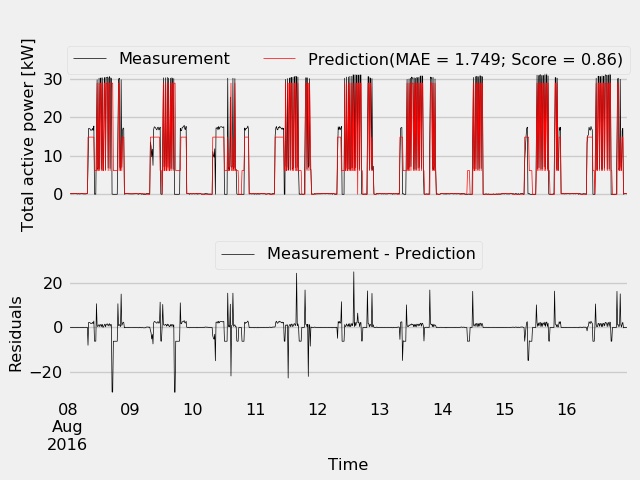 Measurement
Prediction(MAE = 1.749; Score = 0.86)
Total active power [kW]
30
20
10
0
Measurement - Prediction
Residuals
20
0
−20
08 09 10 11 12 13 14 15 16
Aug
2016
Time